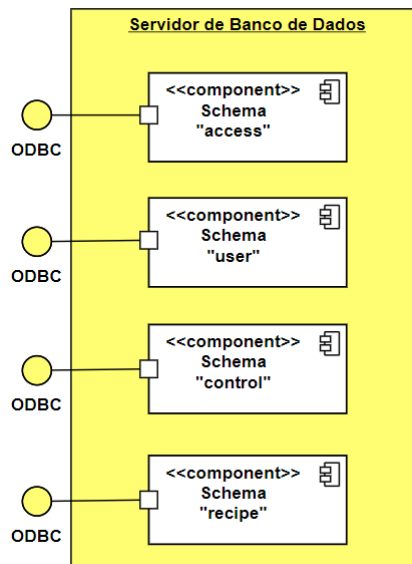 Servidor de Banco de Dados
<<component>>
Schema
"access"
ODBC
<<component>>
Schema
"user"
ODBC
<<component>>
Schema
"control"
ODBC
<<component>>
Schema
"recipe"
ODBC